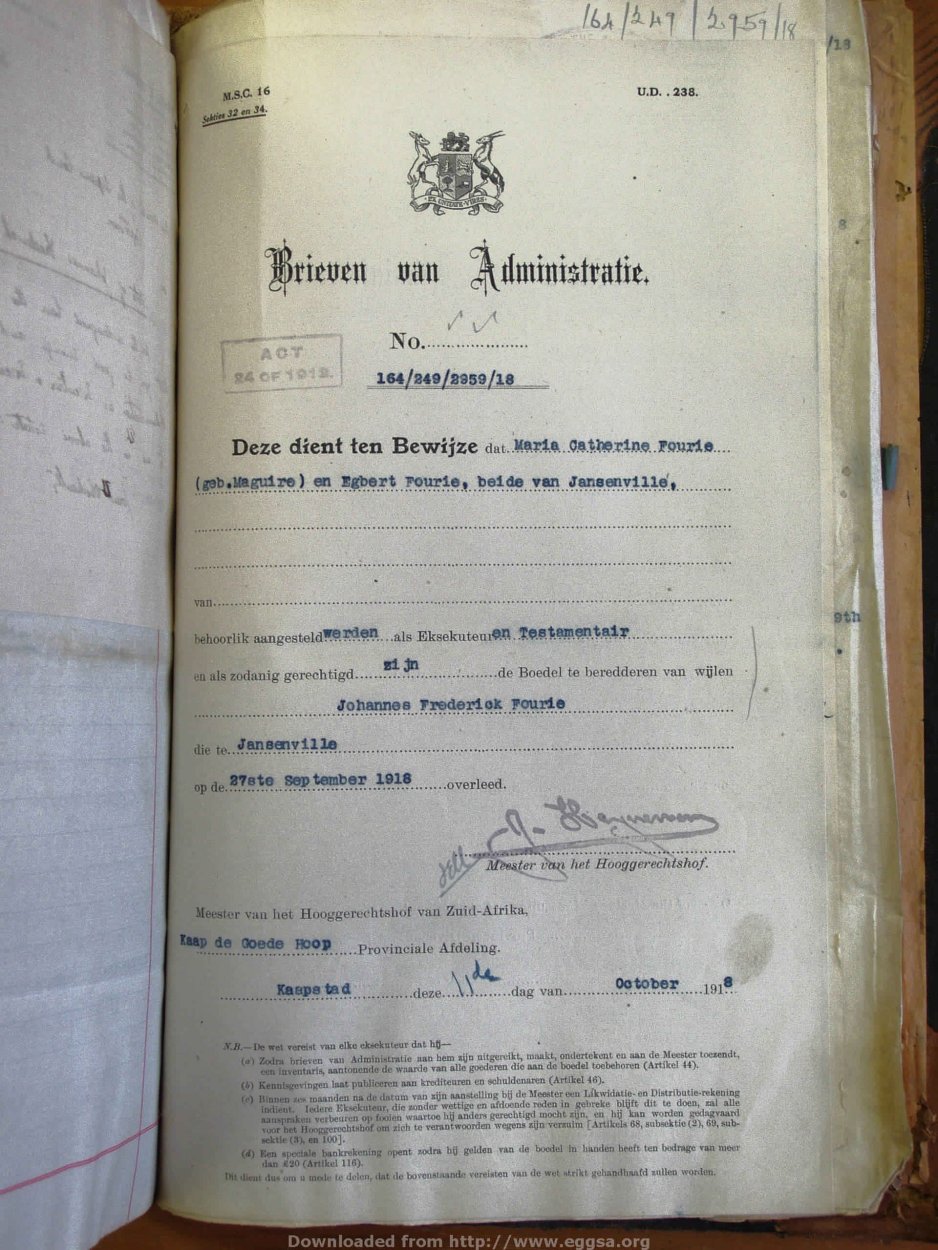 164/249/2959/18
/18
M.S.C. 16
U.D. . 238.
Sekties 32 en 34.
EX UNITATE VIRES
Brieven van Administratie.
No.
ACT
24 OF 1913.
164/249/2959/18
Deze dient ten Bewijze dat Maria Catherine Fourie
(geb.Maguire) en Egbert Fourie, beide van Jansenville,
van
behoorlijk aangesteld werden als Eksekuteuren Testamentair
en als zodanig gerechtigd zijn de Boedel te beredderen van wijlen
Johannes Frederick Fourie
die te Jansenville
op de 27ste September 1918 overleed.
Meester van het Hooggerechtshof.
Meester van het Hooggerechtshof van Zuid-Afrika,
Kaap de Goede Hoop Provinciale Afdeling.
Kaapstad deze 11de dag van October 1918
N.B.—De wet vereist van elke eksekuteur dat hij—
(a) Zodra brieven van Administratie aan hem zijn uitgereikt, maakt, ondertekent en aan de Meester toezendt,
een inventaris, aantonende de waarde van alle goederen die aan de boedel toebehoren (Artikel 44).
(b) Kennisgevingen laat publiceren aan krediteuren en schuldenaren (Artikel 46).
(c) Binnen zes maanden na de datum van zijn aanstelling bij de Meester een Likwidatie- en Distributie-rekening
indient. Iedere Eksekuteur, die zonder wettige en afdoende reden in gebreke blijft dit te doen, zal alle
aanspraken verbeuren op fooien waartoe hij anders gerechtigd mocht zijn, en hij kan worden gedagvaard
voor het Hooggerechtshof om zich te verantwoorden wegens zijn verzuim [Artikels 68, subsektie (2), 69, sub-
sektie (3), en 100].
(d) Een speciale bankrekening opent zodra hij gelden van de boedel in handen heeft ten bedrage van meer
dan £20 (Artikel 116).
Dit dient dus om u mede te delen, dat de bovenstaande vereisten van de wet strikt gehandhaafd zullen worden.
8
9th
Downloaded from http://www.eggsa.org